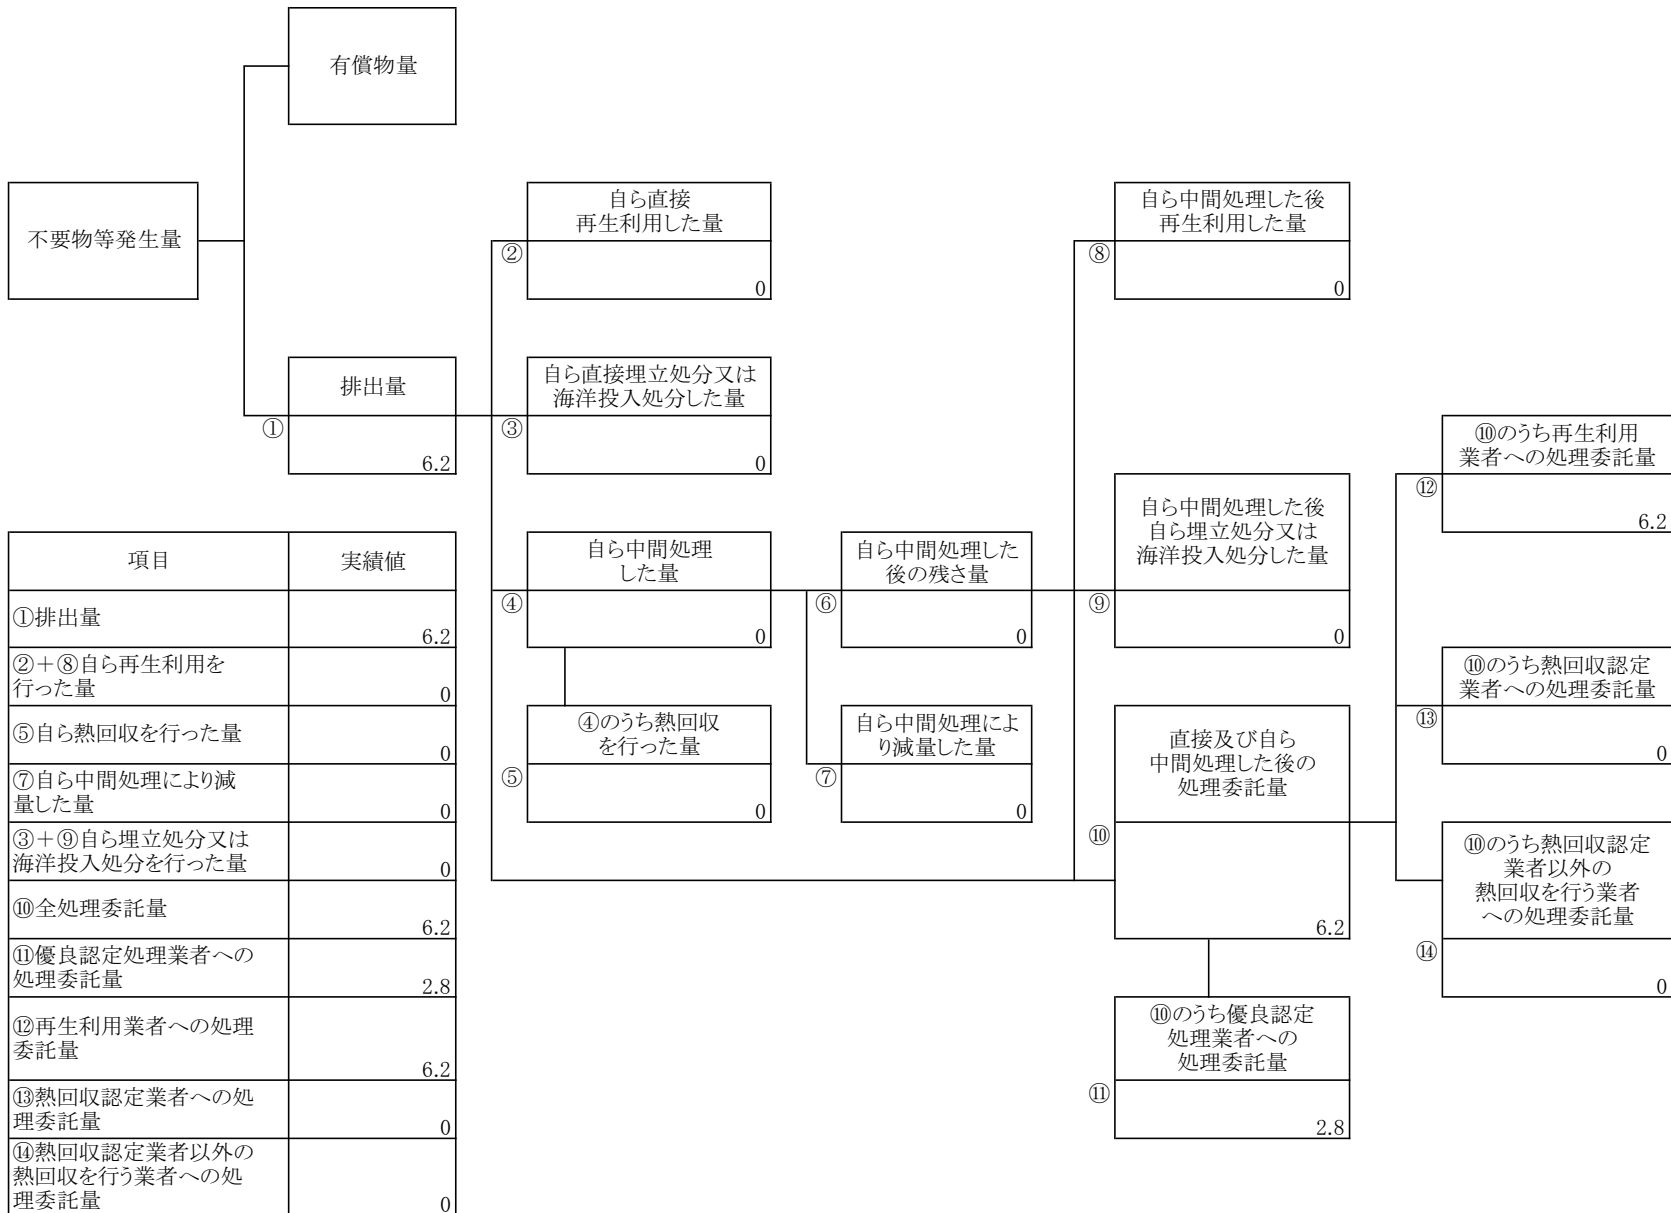 有償物量
不要物等発生量
排出量
①
6.2
自ら直接
再生利用した量
②
0
自ら直接埋立処分又は
海洋投入処分した量
③
0
自ら中間処理
した量
④
0
④のうち熱回収
を行った量
⑤
0
自ら中間処理した
後の残さ量
⑥
0
自ら中間処理によ
り減量した量
⑦
0
自ら中間処理した後
再生利用した量
⑧
0
自ら中間処理した後
自ら埋立処分又は
海洋投入処分した量
⑨
0
直接及び自ら
中間処理した後の
処理委託量
⑩
6.2
⑩のうち優良認定
処理業者への
処理委託量
⑪
2.8
⑩のうち再生利用
業者への処理委託量
⑫
6.2
⑩のうち熱回収認定
業者への処理委託量
⑬
0
⑩のうち熱回収認定
業者以外の
熱回収を行う業者
への処理委託量
⑭
0
項目 実績値
①排出量
6.2
②＋⑧自ら再生利用を
行った量
0
⑤自ら熱回収を行った量
0
⑦自ら中間処理により減
量した量
0
③＋⑨自ら埋立処分又は
海洋投入処分を行った量
0
⑩全処理委託量
6.2
⑪優良認定処理業者への
処理委託量
2.8
⑫再生利用業者への処理
委託量
6.2
⑬熱回収認定業者への処
理委託量
0
⑭熱回収認定業者以外の
熱回収を行う業者への処
理委託量
0